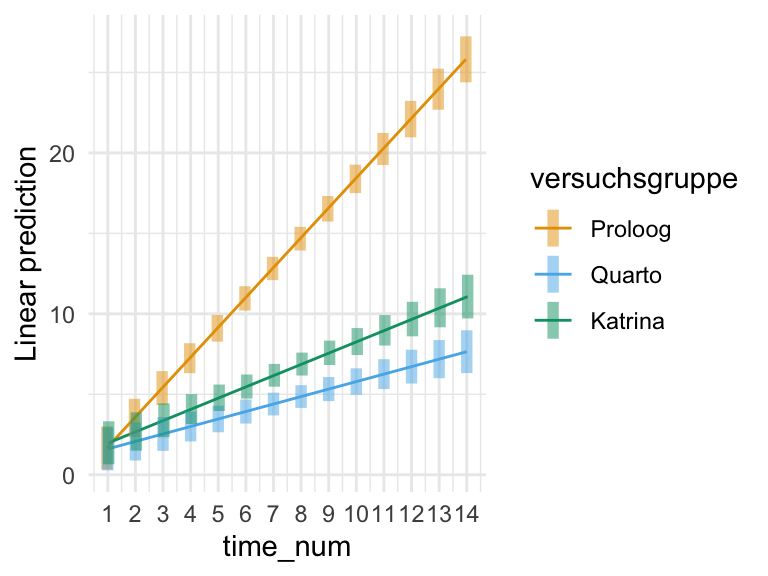 20
10
0
Linear prediction
1 2 3 4 5 6 7 8 9 10 11 12 13 14
time_num
versuchsgruppe
Proloog
Quarto
Katrina